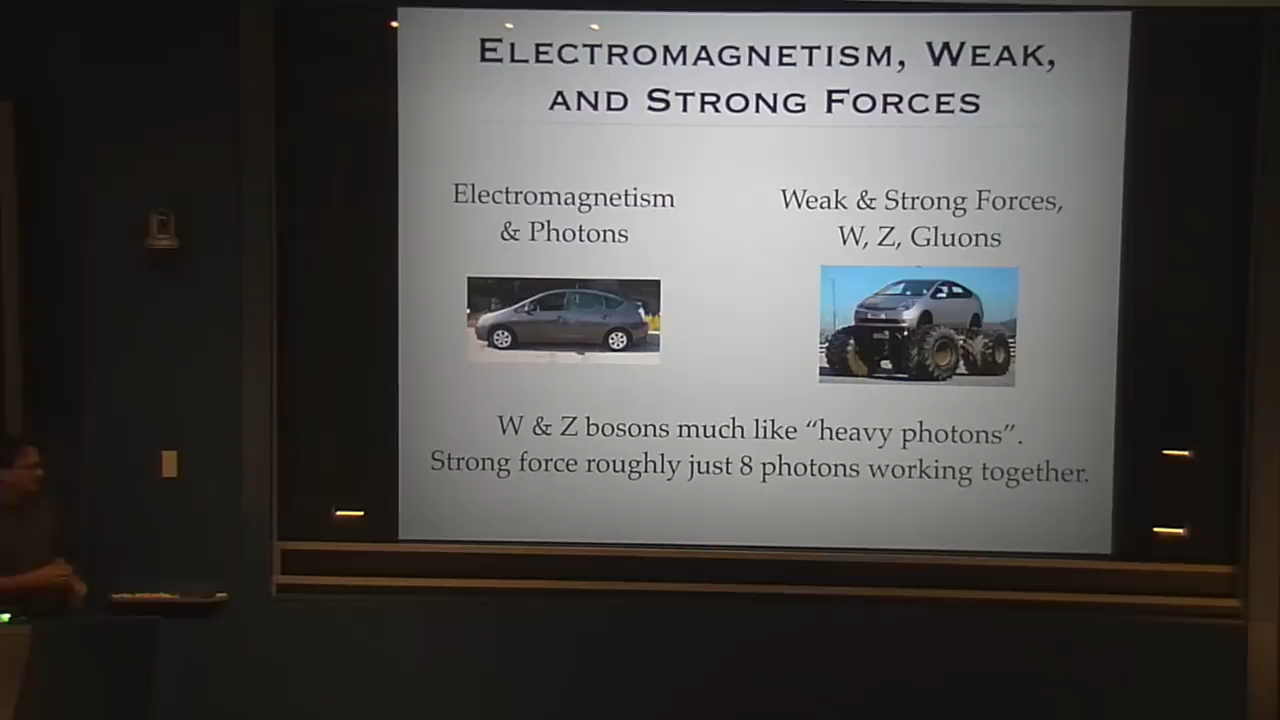 Electromagnetism, Weak,
and Strong Forces
Electromagnetism
& Photons
Weak & Strong Forces,
W, Z, Gluons
W & Z bosons much like “heavy photons”.
Strong force roughly just 8 photons working together.